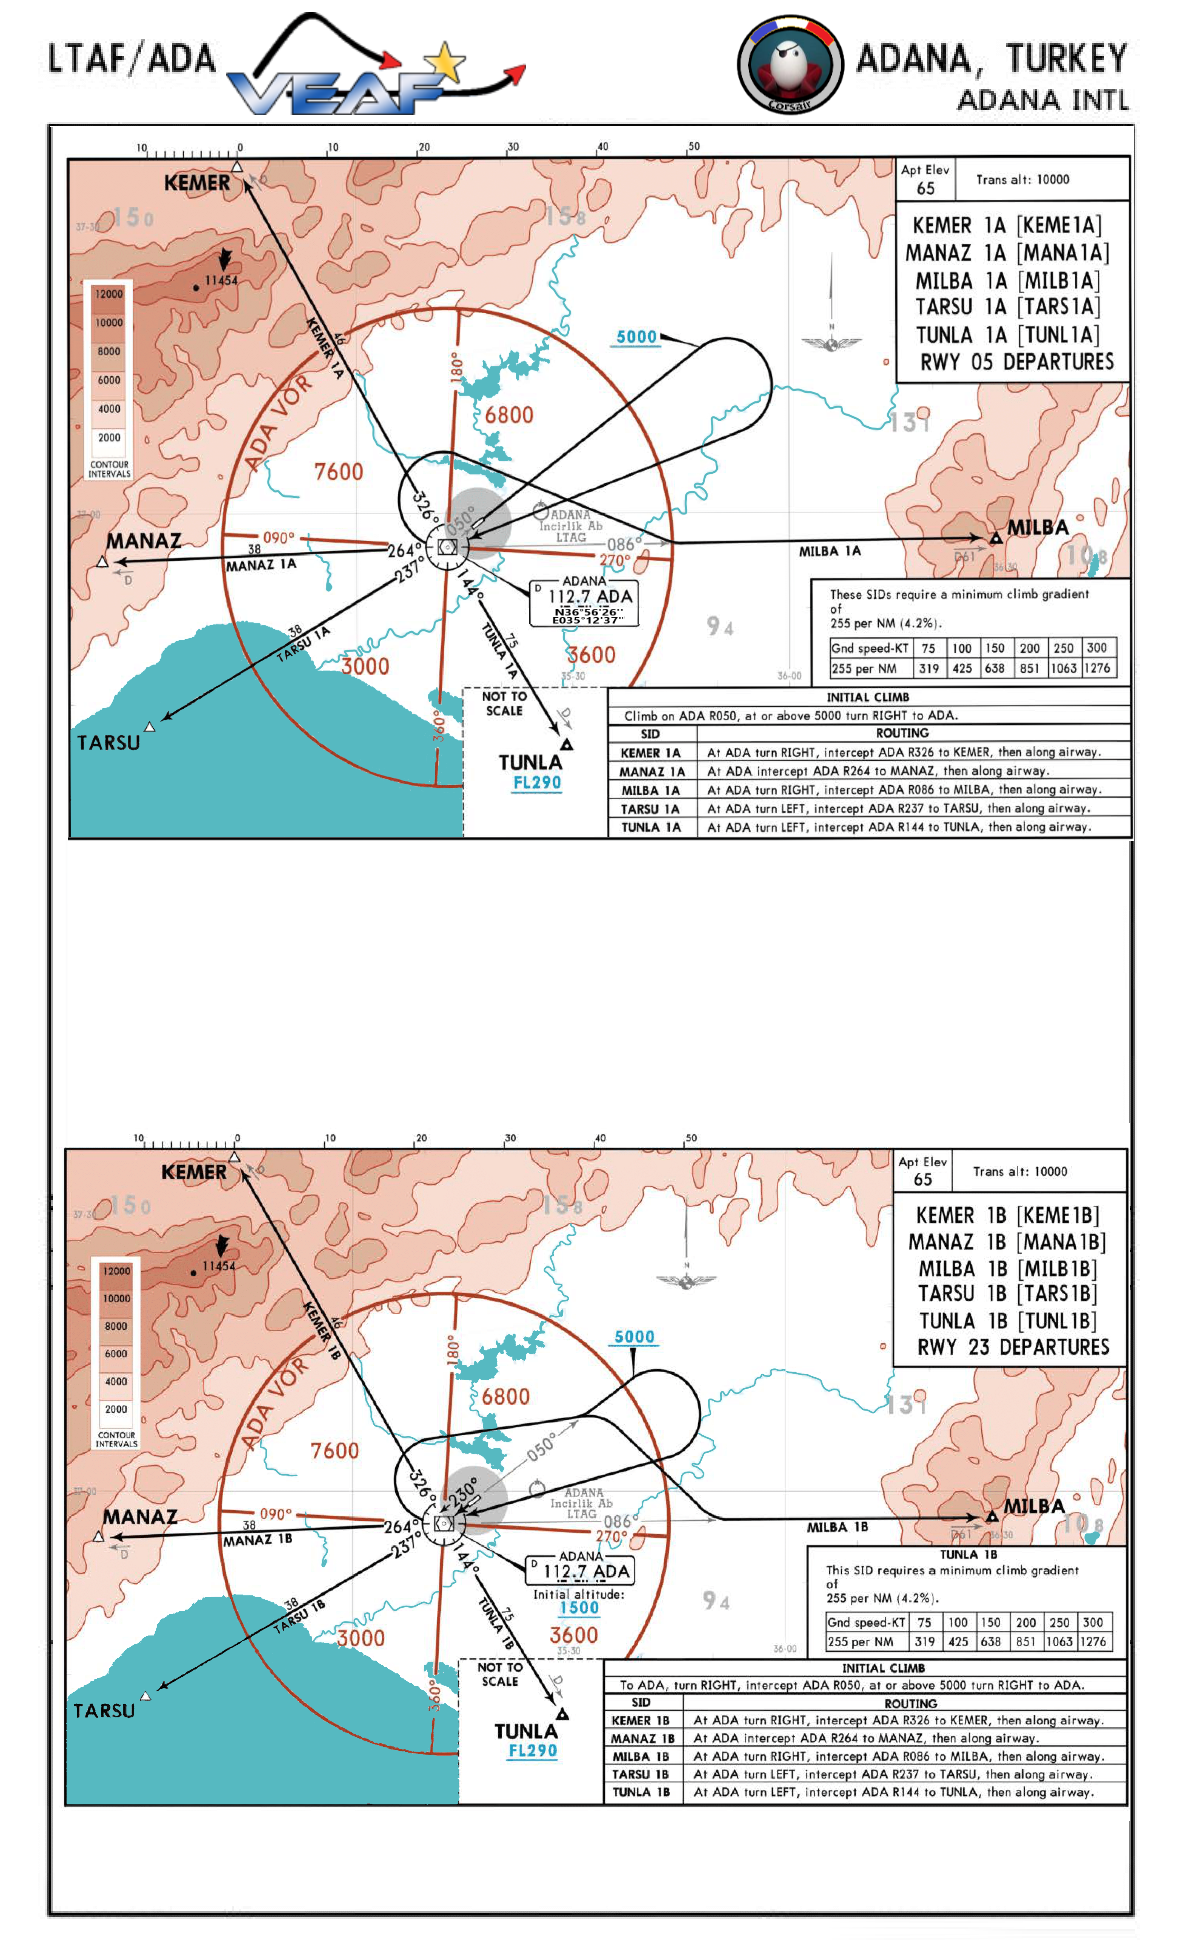 LTAF/ADA
VEAF
Corsair
ADANA, TURKEY
ADANA INTL
10 0 10 20 30 40 50
KEMER
D
Apt Elev
65
Trans alt: 10000
KEMER 1A [KEME1A]
MANAZ 1A [MANA1A]
MILBA 1A [MILB1A]
TARSU 1A [TARS1A]
TUNLA 1A [TUNL1A]
RWY 05 DEPARTURES
37-30
150
158
11454
12000
10000
8000
6000
4000
2000
CONTOUR
INTERVALS
46
KEMER 1A
ADA VOR
180°
5000
N
6800
7600
131
326°
050°
ADANA
Incirlik Ab
LTAG
37-00
MANAZ
D
090°
38
MANAZ 1A
264°
237°
144°
086°
270°
MILBA 1A
MILBA
D61
36-30
108
ADANA
D 112.7 ADA
N36°56'26''
E035°12'37''
38
TARSU 1A
75
TUNLA 1A
3000
3600
94
35-30
36-00
360°
TARSU
NOT TO
SCALE
D
TUNLA
FL290
These SIDs require a minimum climb gradient
of
255 per NM (4.2%).
Gnd speed-KT 75 100 150 200 250 300
255 per NM 319 425 638 851 1063 1276
INITIAL CLIMB
Climb on ADA R050, at or above 5000 turn RIGHT to ADA.
SID ROUTING
KEMER 1A At ADA turn RIGHT, intercept ADA R326 to KEMER, then along airway.
MANAZ 1A At ADA intercept ADA R264 to MANAZ, then along airway.
MILBA 1A At ADA turn RIGHT, intercept ADA R086 to MILBA, then along airway.
TARSU 1A At ADA turn LEFT, intercept ADA R237 to TARSU, then along airway.
TUNLA 1A At ADA turn LEFT, intercept ADA R144 to TUNLA, then along airway.
10 0 10 20 30 40 50
KEMER
D
Apt Elev
65
Trans alt: 10000
KEMER 1B [KEME1B]
MANAZ 1B [MANA1B]
MILBA 1B [MILB1B]
TARSU 1B [TARS1B]
TUNLA 1B [TUNL1B]
RWY 23 DEPARTURES
37-30
150
158
11454
12000
10000
8000
6000
4000
2000
CONTOUR
INTERVALS
46
KEMER 1B
ADA VOR
180°
5000
N
6800
7600
131
326°
230°
050°
ADANA
Incirlik Ab
LTAG
37-00
MANAZ
D
090°
38
MANAZ 1B
264°
237°
144°
086°
270°
MILBA 1B
MILBA
D61
36-30
108
ADANA
D 112.7 ADA
Initial altitude:
1500
38
TARSU 1B
75
TUNLA 1B
3000
3600
94
35-30
36-00
360°
TARSU
NOT TO
SCALE
D
TUNLA
FL290
TUNLA 1B
This SID requires a minimum climb gradient
of
255 per NM (4.2%).
Gnd speed-KT 75 100 150 200 250 300
255 per NM 319 425 638 851 1063 1276
INITIAL CLIMB
To ADA, turn RIGHT, intercept ADA R050, at or above 5000 turn RIGHT to ADA.
SID ROUTING
KEMER 1B At ADA turn RIGHT, intercept ADA R326 to KEMER, then along airway.
MANAZ 1B At ADA intercept ADA R264 to MANAZ, then along airway.
MILBA 1B At ADA turn RIGHT, intercept ADA R086 to MILBA, then along airway.
TARSU 1B At ADA turn LEFT, intercept ADA R237 to TARSU, then along airway.
TUNLA 1B At ADA turn LEFT, intercept ADA R144 to TUNLA, then along airway.